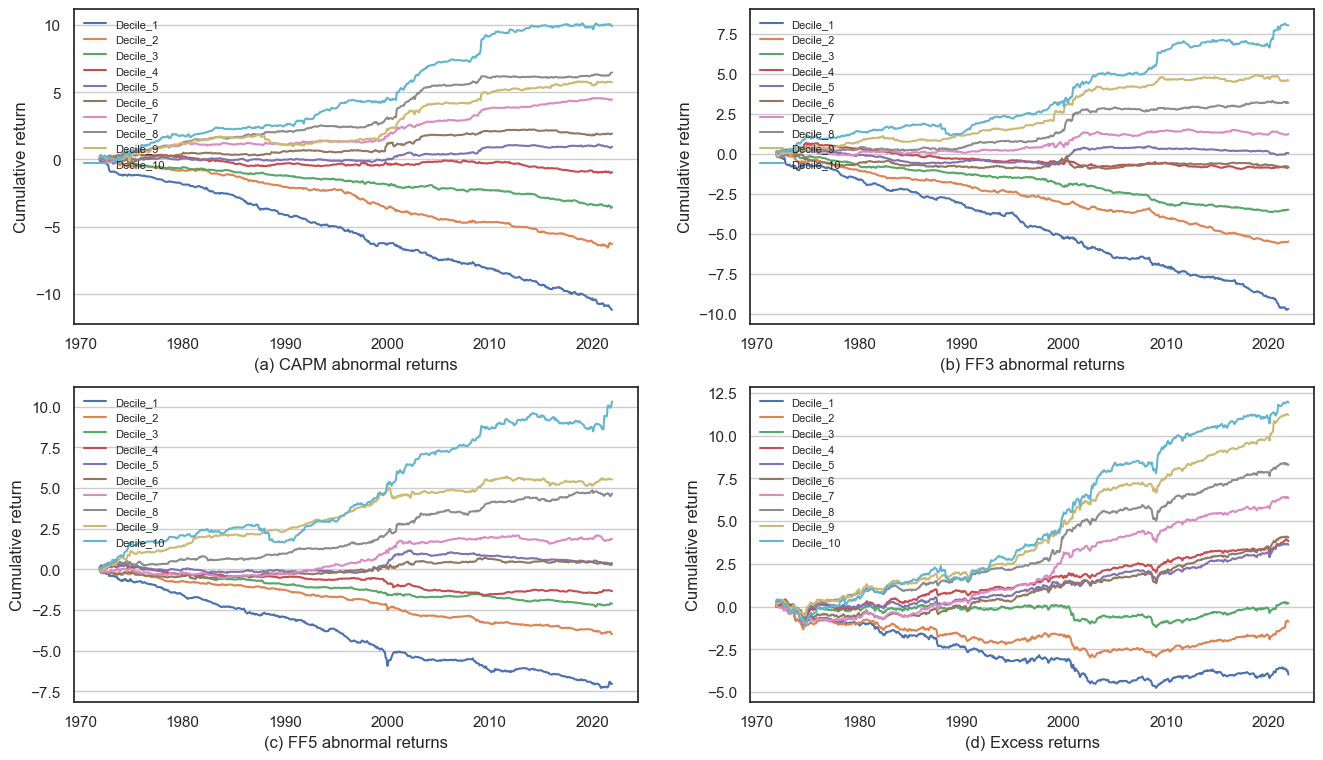 Cumulative return
10
5
0
−5
−10
Decile_1
Decile_2
Decile_3
Decile_4
Decile_5
Decile_6
Decile_7
Decile_8
Decile_9
Decile_10
1970 1980 1990 2000 2010 2020
(a) CAPM abnormal returns
Cumulative return
7.5
5.0
2.5
0.0
−2.5
−5.0
−7.5
−10.0
Decile_1
Decile_2
Decile_3
Decile_4
Decile_5
Decile_6
Decile_7
Decile_8
Decile_9
Decile_10
1970 1980 1990 2000 2010 2020
(b) FF3 abnormal returns
Cumulative return
10.0
7.5
5.0
2.5
0.0
−2.5
−5.0
−7.5
Decile_1
Decile_2
Decile_3
Decile_4
Decile_5
Decile_6
Decile_7
Decile_8
Decile_9
Decile_10
1970 1980 1990 2000 2010 2020
(c) FF5 abnormal returns
Cumulative return
12.5
10.0
7.5
5.0
2.5
0.0
−2.5
−5.0
Decile_1
Decile_2
Decile_3
Decile_4
Decile_5
Decile_6
Decile_7
Decile_8
Decile_9
Decile_10
1970 1980 1990 2000 2010 2020
(d) Excess returns